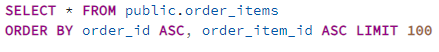 SELECT * FROM public.order_items
ORDER BY order_id ASC, order_item_id ASC LIMIT 100